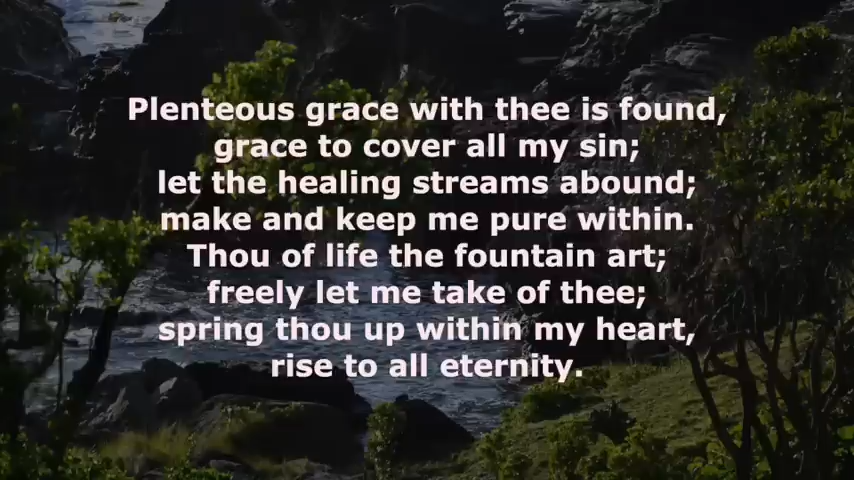 Plenteous grace with thee is found,
grace to cover all my sin;
let the healing streams abound;
make and keep me pure within.
Thou of life the fountain art;
freely let me take of thee;
spring thou up within my heart,
rise to all eternity.